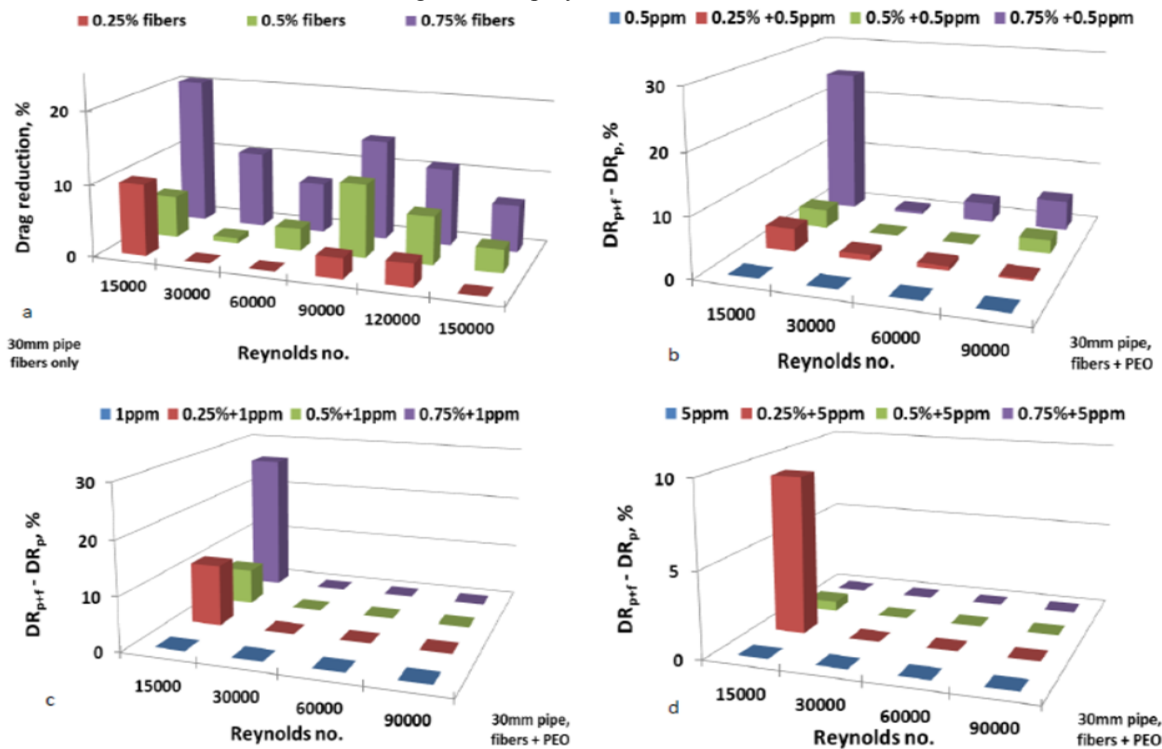 0.25% fibers 0.5% fibers 0.75% fibers
Drag reduction, %
20
10
0
15000 30000 60000 90000 120000 150000
a
30mm pipe
fibers only
Reynolds no.
0.5ppm 0.25% +0.5ppm 0.5% +0.5ppm 0.75% +0.5ppm
DRp+f - DRp, %
30
20
10
0
15000 30000 60000 90000
b
Reynolds no.
30mm pipe,
fibers + PEO
1ppm 0.25%+1ppm 0.5%+1ppm 0.75%+1ppm
DRp+f - DRp, %
30
20
10
0
15000 30000 60000 90000
c
Reynolds no.
30mm pipe,
fibers + PEO
5ppm 0.25%+5ppm 0.5%+5ppm 0.75%+5ppm
DRp+f - DRp, %
10
5
0
15000 30000 60000 90000
d
Reynolds no.
30mm pipe,
fibers + PEO